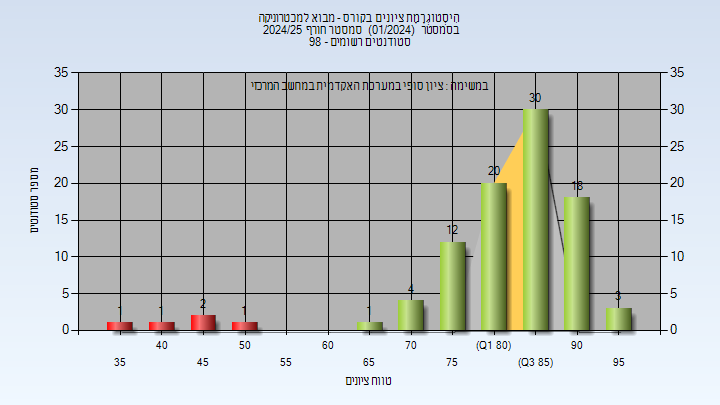 היסטוגרמת ציונים בקורס - מבוא למכטרוניקה
בסמסטר (01/2024) סמסטר חורף 2024/25
סטודנטים רשומים - 98
במשימה : ציון סופי במערכת האקדמית במחשב המרכזי
מספר סטודנטים
35 35
30 30
25 25
20 20
15 15
10 10
5 5
0 0
1 1 2 1 1 4 12 20 30 18 3
40 50 60 70 (Q1 80) 90
35 45 55 65 75 (Q3 85) 95
טווח ציונים